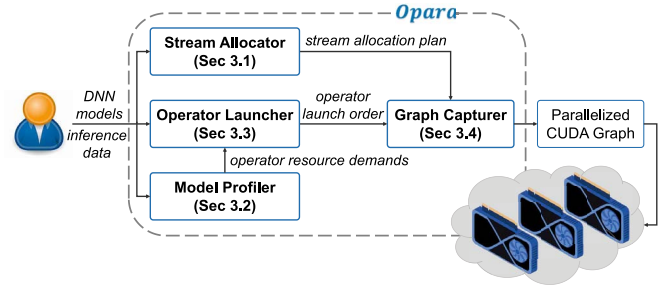 Opara
Stream Allocator
(Sec 3.1)
stream allocation plan
DNN
models
inference
data
Operator Launcher
(Sec 3.3)
operator
launch order
Graph Capturer
(Sec 3.4)
Parallelized
CUDA Graph
operator resource demands
Model Profiler
(Sec 3.2)